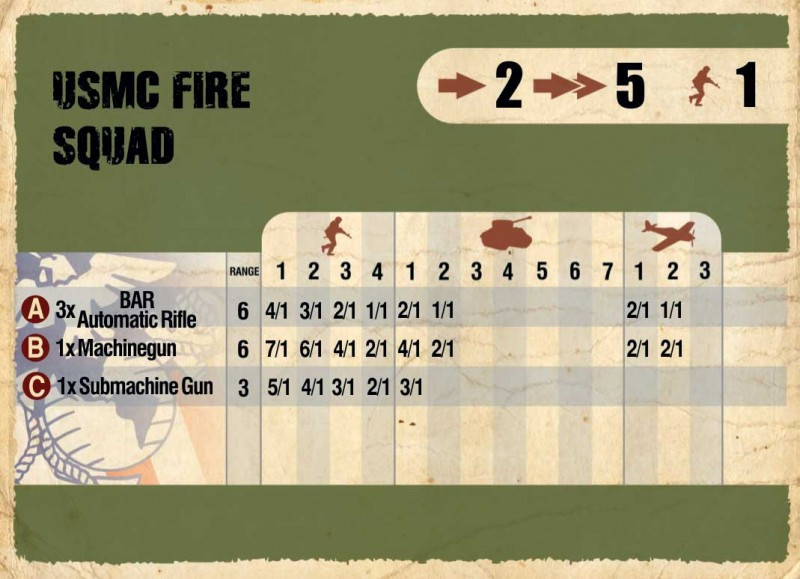 USMC FIRE
SQUAD
2 5 1
RANGE 1 2 3 4 1 2 3 4 5 6 7 1 2 3
A 3x BAR
Automatic Rifle 6 4/1 3/1 2/1 1/1 2/1 1/1 2/1 1/1
B 1x Machinegun 6 7/1 6/1 4/1 2/1 4/1 2/1 2/1 2/1
C 1x Submachine Gun 3 5/1 4/1 3/1 2/1 3/1